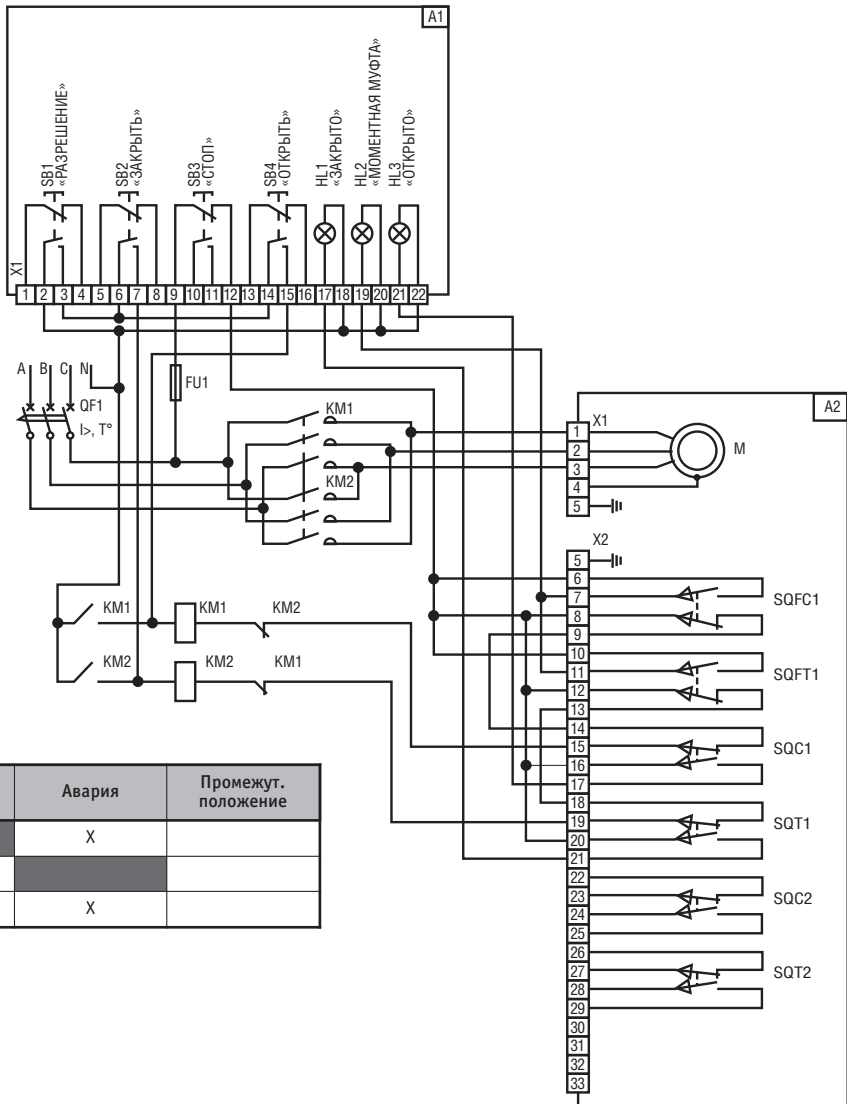 A1
SB1
«РАЗРЕШЕНИЕ»
SB2
«ЗАКРЫТЬ»
SB3
«СТОП»
SB4
«ОТКРЫТЬ»
HL1
«ЗАКРЫТО»
HL2
«МОМЕНТНАЯ МУФТА»
HL3
«ОТКРЫТО»
X1
1 2 3 4 5 6 7 8 9 10 11 12 13 14 15 16 17 18 19 20 21 22
A B C N
QF1
I>, T°
FU1
KM1
KM2
A2
X1
1
2
3
4
5
M
X2
5
6
7
8
9
10
11
12
13
14
15
16
17
18
19
20
21
22
23
24
25
26
27
28
29
30
31
32
33
SQFC1
SQFT1
SQC1
SQT1
SQC2
SQT2
KM1 KM1 KM2
KM2 KM2 KM1
Авария Промежут.
положение
X
X